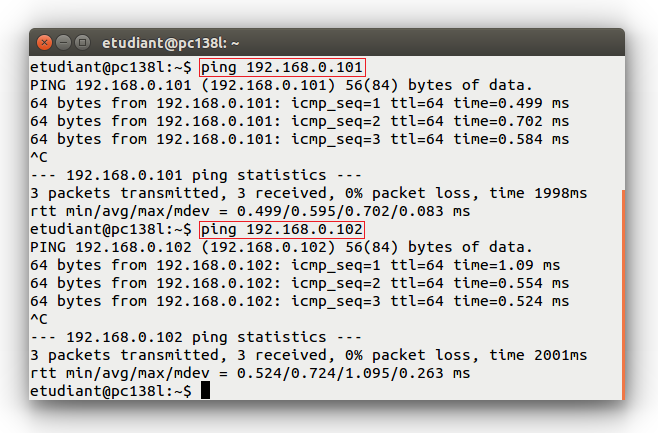 etudiant@pc138l: ~
etudiant@pc138l:~$ ping 192.168.0.101
PING 192.168.0.101 (192.168.0.101) 56(84) bytes of data.
64 bytes from 192.168.0.101: icmp_seq=1 ttl=64 time=0.499 ms
64 bytes from 192.168.0.101: icmp_seq=2 ttl=64 time=0.702 ms
64 bytes from 192.168.0.101: icmp_seq=3 ttl=64 time=0.584 ms
^C
--- 192.168.0.101 ping statistics ---
3 packets transmitted, 3 received, 0% packet loss, time 1998ms
rtt min/avg/max/mdev = 0.499/0.595/0.702/0.083 ms
etudiant@pc138l:~$ ping 192.168.0.102
PING 192.168.0.102 (192.168.0.102) 56(84) bytes of data.
64 bytes from 192.168.0.102: icmp_seq=1 ttl=64 time=1.09 ms
64 bytes from 192.168.0.102: icmp_seq=2 ttl=64 time=0.554 ms
64 bytes from 192.168.0.102: icmp_seq=3 ttl=64 time=0.524 ms
^C
--- 192.168.0.102 ping statistics ---
3 packets transmitted, 3 received, 0% packet loss, time 2001ms
rtt min/avg/max/mdev = 0.524/0.724/1.095/0.263 ms
etudiant@pc138l:~$